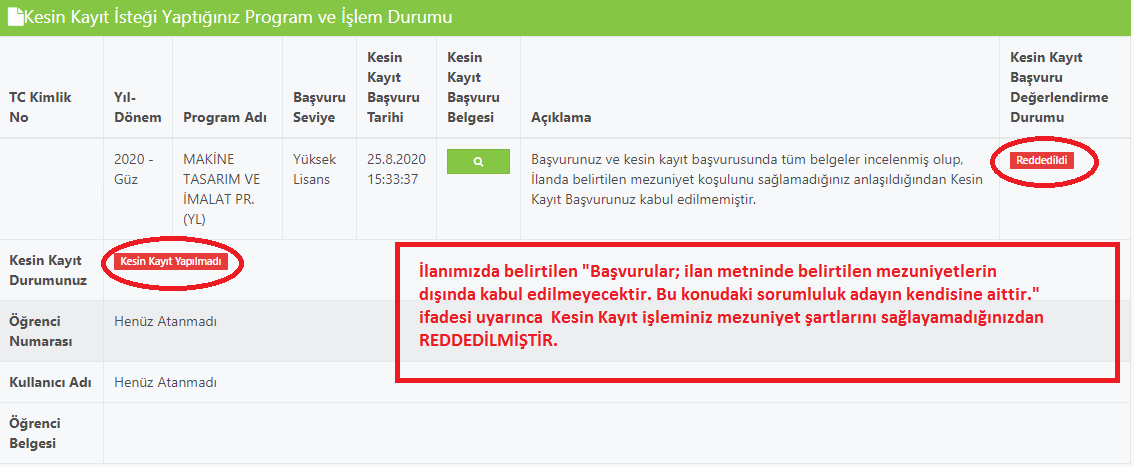 Kesin Kayıt İsteği Yaptığınız Program ve İşlem Durumu
TC Kimlik
No
Yıl-
Dönem
Program Adı
Başvuru
Seviye
Kesin
Kayıt
Başvuru
Tarihi
Kesin
Kayıt
Başvuru
Belgesi
Açıklama
Kesin Kayıt
Başvuru
Değerlendirme
Durumu
2020 -
Güz
MAKİNE
TASARIM VE
İMALAT PR.
(YL)
Yüksek
Lisans
25.8.2020
15:33:37
Başvurunuz ve kesin kayıt başvurusunda tüm belgeler incelenmiş olup,
İlanda belirtilen mezuniyet koşulunu sağlamadığınız anlaşıldığından Kesin
Kayıt Başvurunuz kabul edilmemiştir.
Reddedildi
Kesin Kayıt
Durumunuz
Kesin Kayıt Yapılmadı
İlanımızda belirtilen "Başvurular; ilan metninde belirtilen mezuniyetlerin
dışında kabul edilmeyecektir. Bu konudaki sorumluluk adayın kendisine aittir."
ifadesi uyarınca Kesin Kayıt işleminiz mezuniyet şartlarını sağlayamadığınızdan
REDDEDİLMİŞTİR.
Öğrenci
Numarası
Henüz Atanmadı
Kullanıcı Adı
Henüz Atanmadı
Öğrenci
Belgesi